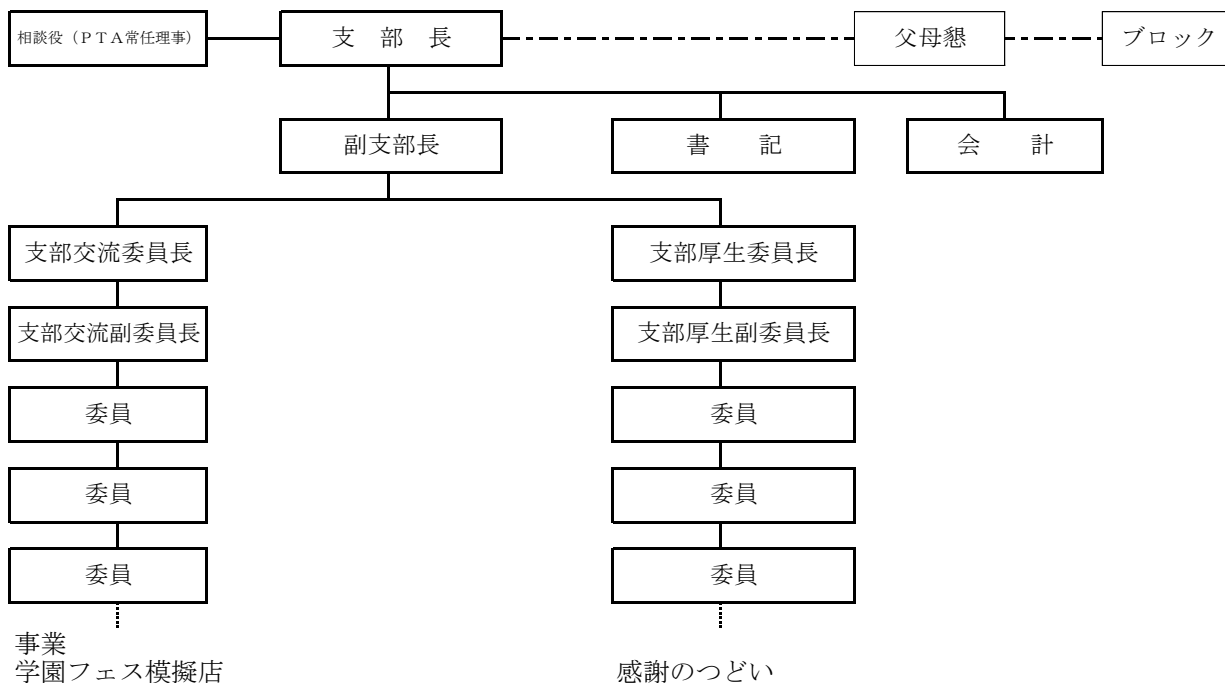 相談役（ＰＴＡ常任理事）
支　部　長
父母懇
ブロック
副支部長
書　　記
会　　計
支部交流委員長
支部厚生委員長
支部交流副委員長
支部厚生副委員長
委員
委員
委員
委員
委員
委員
事業
学園フェス模擬店
感謝のつどい